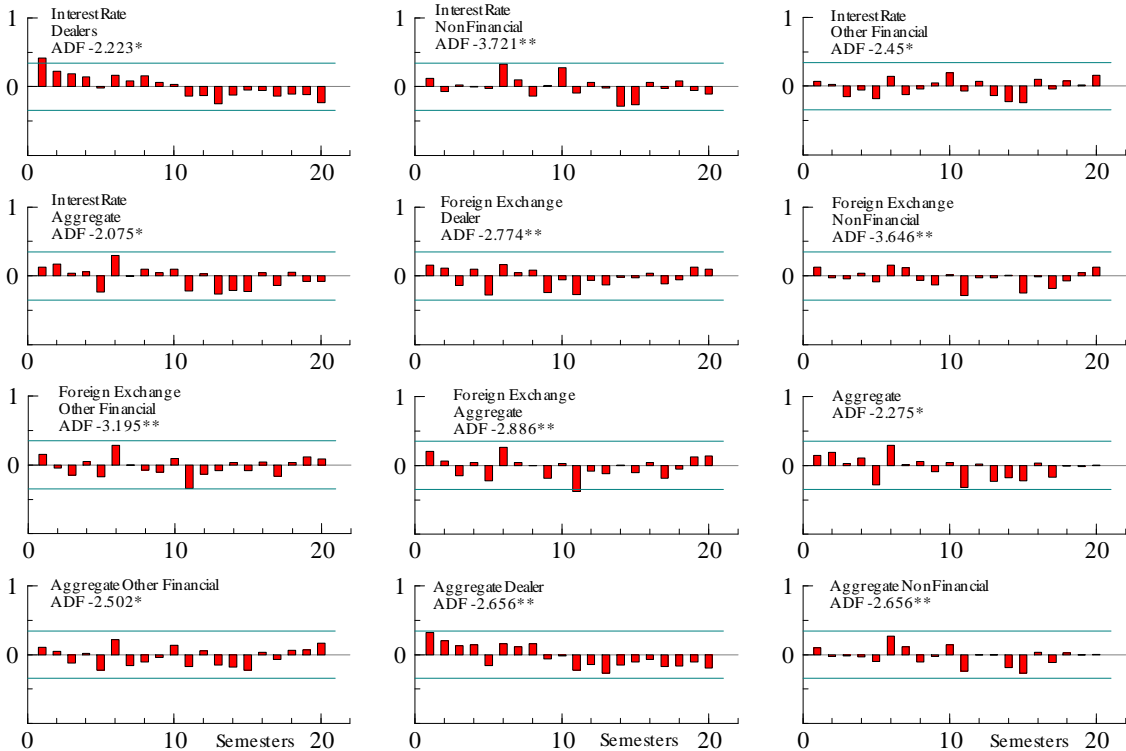 Interest Rate
Dealers
ADF -2.223*
1
0
0
10
20
Interest Rate
NonFinancial
ADF -3.721**
1
0
0
10
20
Interest Rate
Other Financial
ADF -2.45*
1
0
0
10
20
Interest Rate
Aggregate
ADF -2.075*
1
0
0
10
20
Foreign Exchange
Dealer
ADF -2.774**
1
0
0
10
20
Foreign Exchange
NonFinancial
ADF -3.646**
1
0
0
10
20
Foreign Exchange
Other Financial
ADF -3.195**
1
0
0
10
20
Foreign Exchange
Aggregate
ADF -2.886**
1
0
0
10
20
Aggregate
ADF -2.275*
1
0
0
10
20
Aggregate Other Financial
ADF -2.502*
1
0
0
10
Semesters
20
Aggregate Dealer
ADF -2.656**
1
0
0
10
Semesters
20
Aggregate NonFinancial
ADF -2.656**
1
0
0
10
Semesters
20